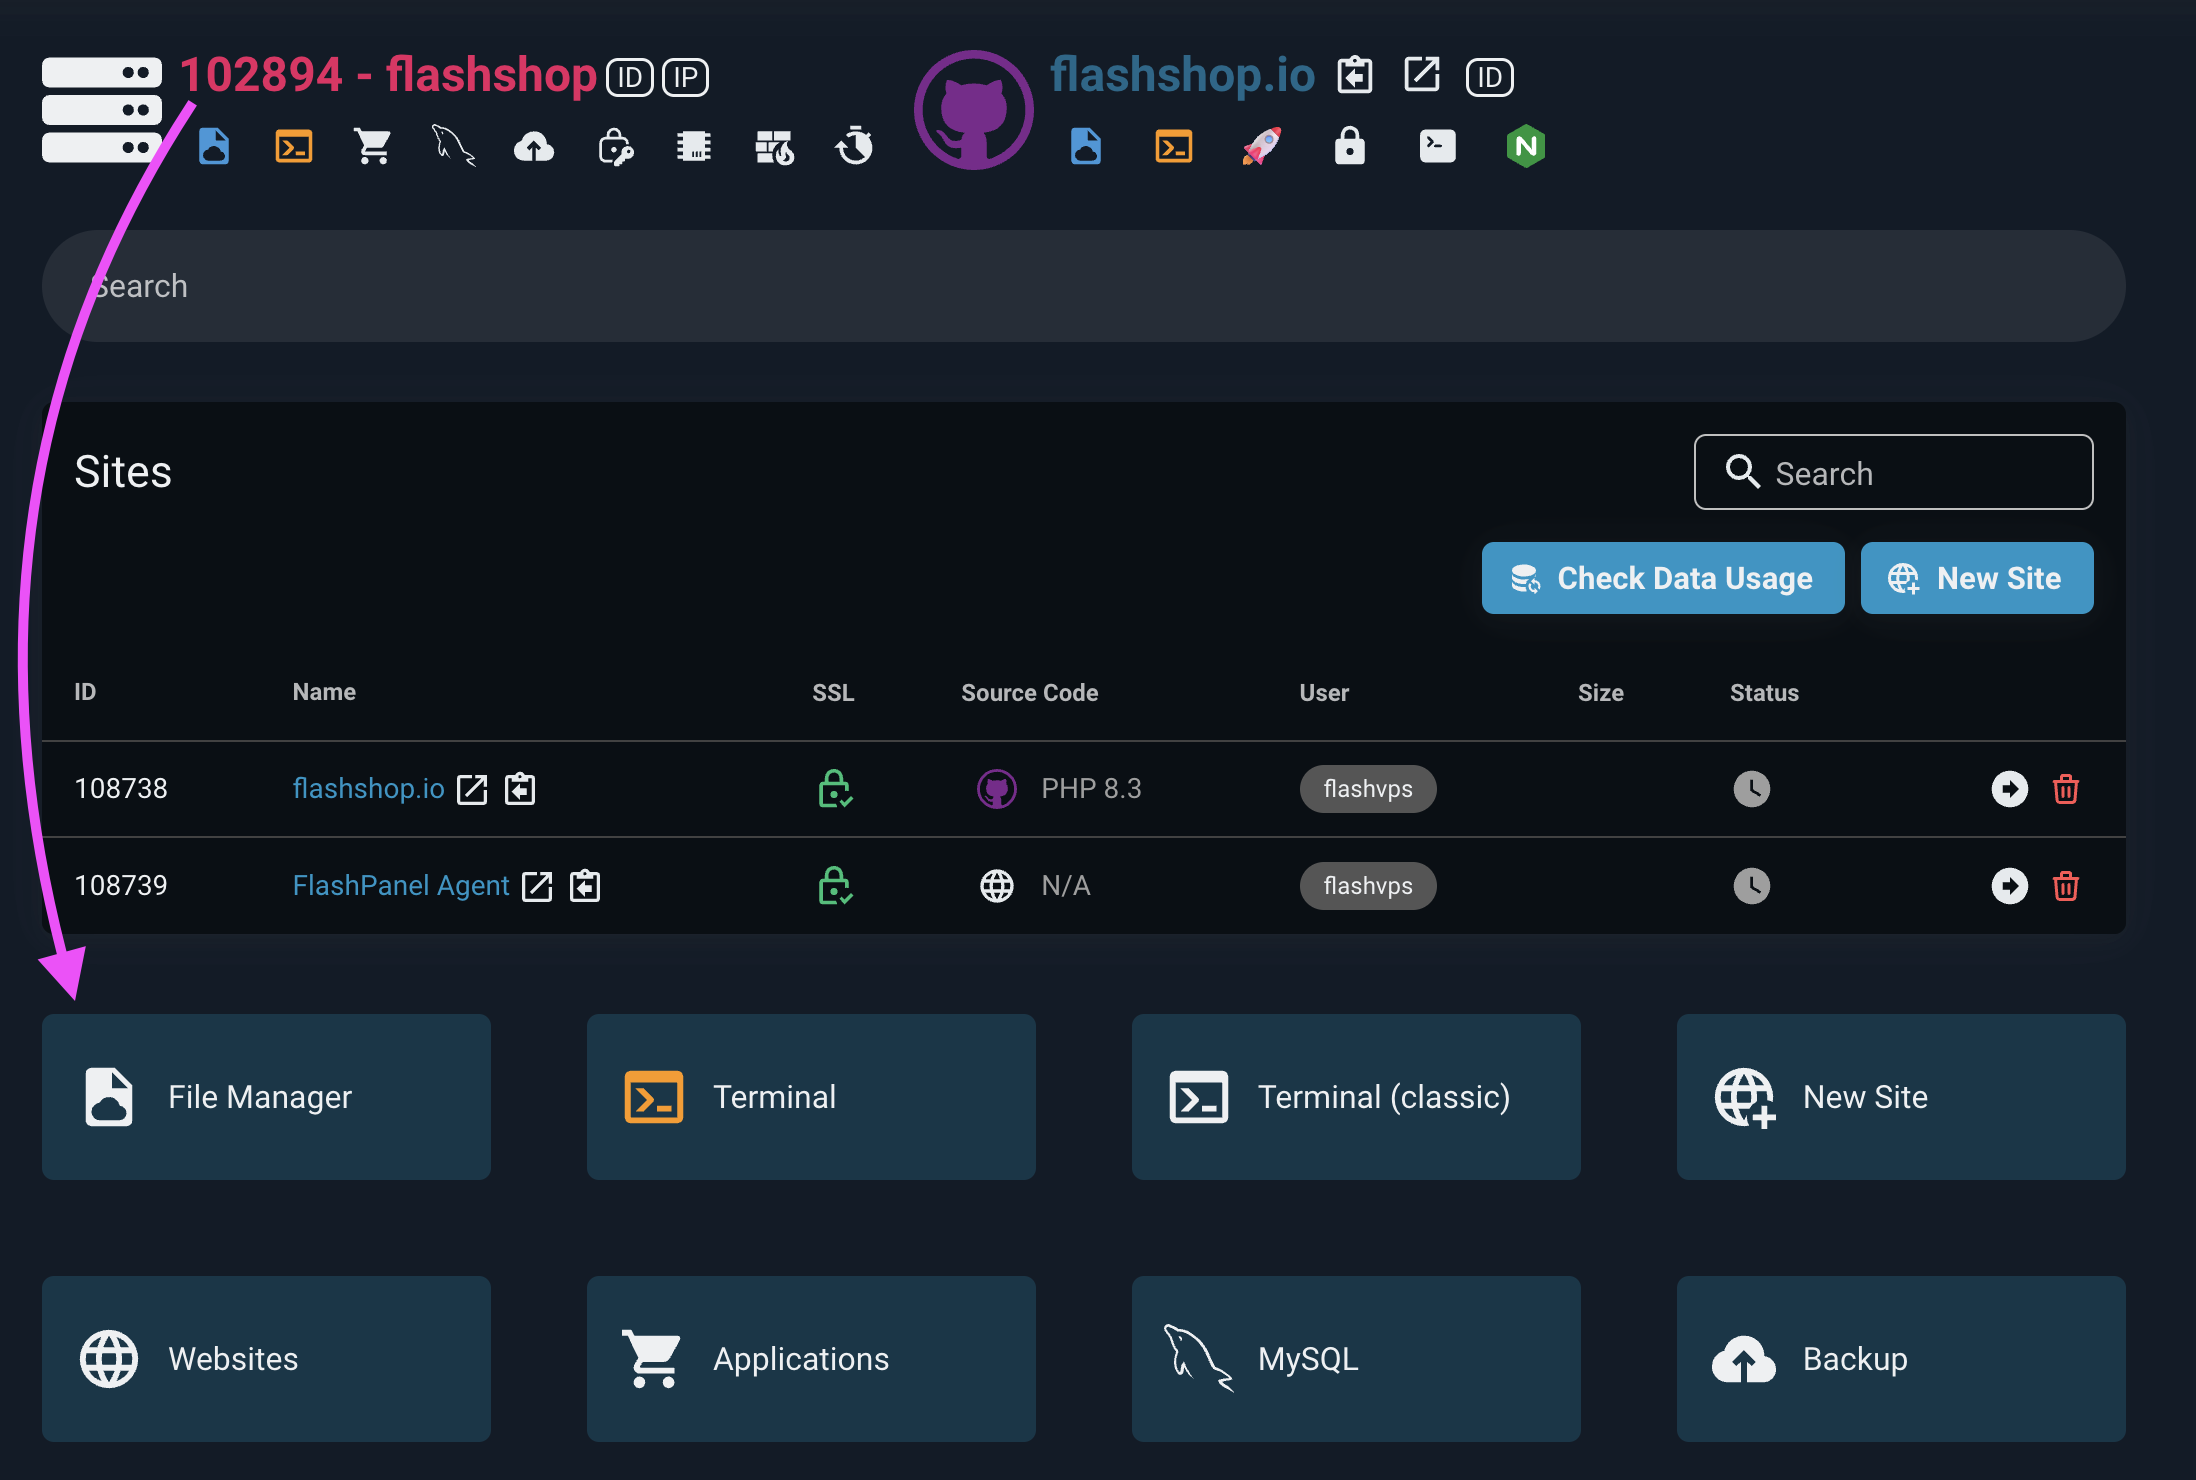 102894 - flashshop ID IP
flashshop.io ID
Search
Sites
Search
Check Data Usage
New Site
ID Name SSL Source Code User Size Status
108738 flashshop.io PHP 8.3 flashvps
108739 FlashPanel Agent N/A flashvps
File Manager
Terminal
Terminal (classic)
New Site
Websites
Applications
MySQL
Backup